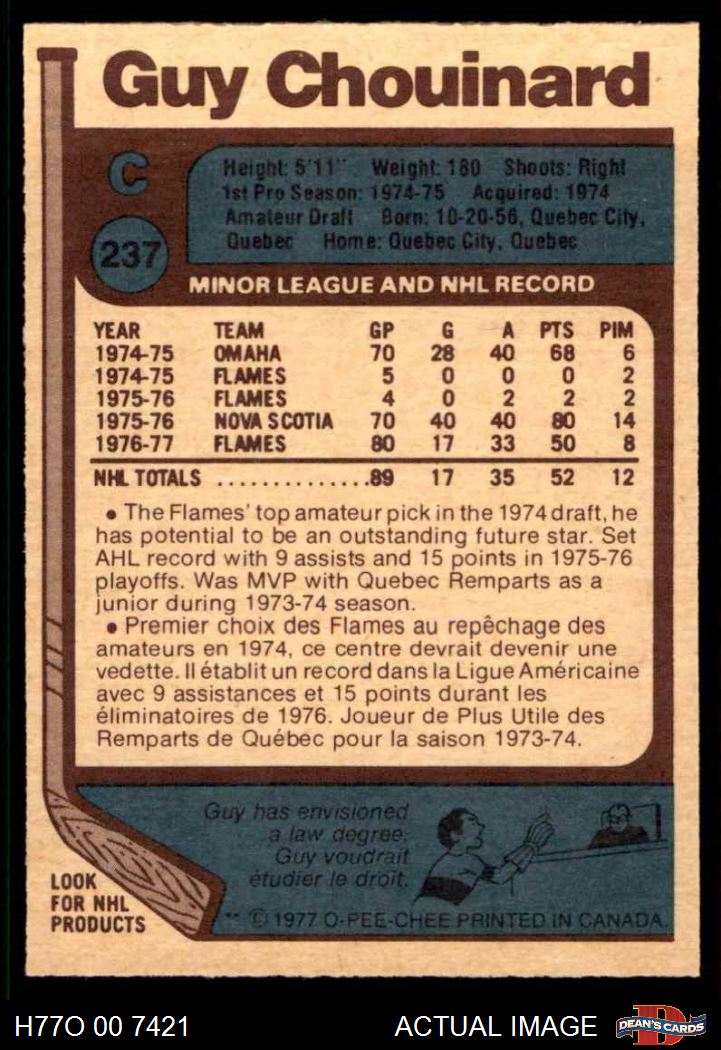 Guy Chouinard
C
237
Height: 5'11" Weight: 180 Shoots: Right
1st Pro Season: 1974-75 Acquired: 1974
Amateur Draft Born: 10-20-56, Quebec City,
Quebec Home: Quebec City, Quebec
MINOR LEAGUE AND NHL RECORD
YEAR TEAM GP G A PTS PIM
1974-75 OMAHA 70 28 40 68 6
1974-75 FLAMES 5 0 0 0 2
1975-76 FLAMES 4 0 2 2 2
1975-76 NOVA SCOTIA 70 40 40 80 14
1976-77 FLAMES 80 17 33 50 8
NHL TOTALS ...............89 17 35 52 12
• The Flames' top amateur pick in the 1974 draft, he
has potential to be an outstanding future star. Set
AHL record with 9 assists and 15 points in 1975-76
playoffs. Was MVP with Quebec Remparts as a
junior during 1973-74 season.
• Premier choix des Flames au repêchage des
amateurs en 1974, ce centre devrait devenir une
vedette. Il établit un record dans la Ligue Américaine
avec 9 assistances et 15 points durant les
éliminatoires de 1976. Joueur de Plus Utile des
Remparts de Québec pour la saison 1973-74.
Guy has envisioned
a law degree.
Guy voudrait
étudier le droit.
LOOK
FOR NHL
PRODUCTS
** © 1977 O-PEE-CHEE PRINTED IN CANADA.
H77O 00 7421
ACTUAL IMAGE
D
DEAN'S CARDS